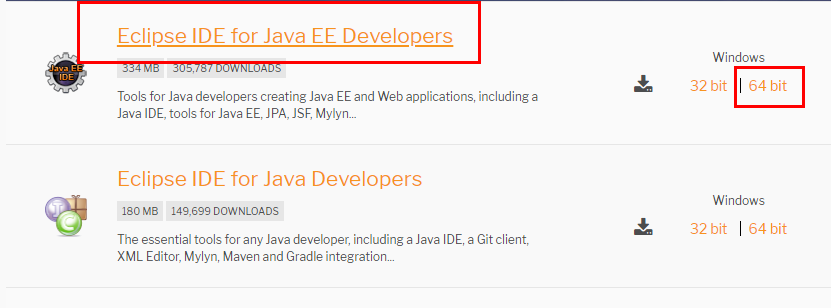 Eclipse IDE for Java EE Developers
334 MB 305,787 DOWNLOADS
Java EE
IDE
Tools for Java developers creating Java EE and Web applications, including a
Java IDE, tools for Java EE, JPA, JSF, Mylyn...
Windows
32 bit | 64 bit
Eclipse IDE for Java Developers
180 MB 149,699 DOWNLOADS
J
C
The essential tools for any Java developer, including a Java IDE, a Git client,
XML Editor, Mylyn, Maven and Gradle integration...
Windows
32 bit | 64 bit